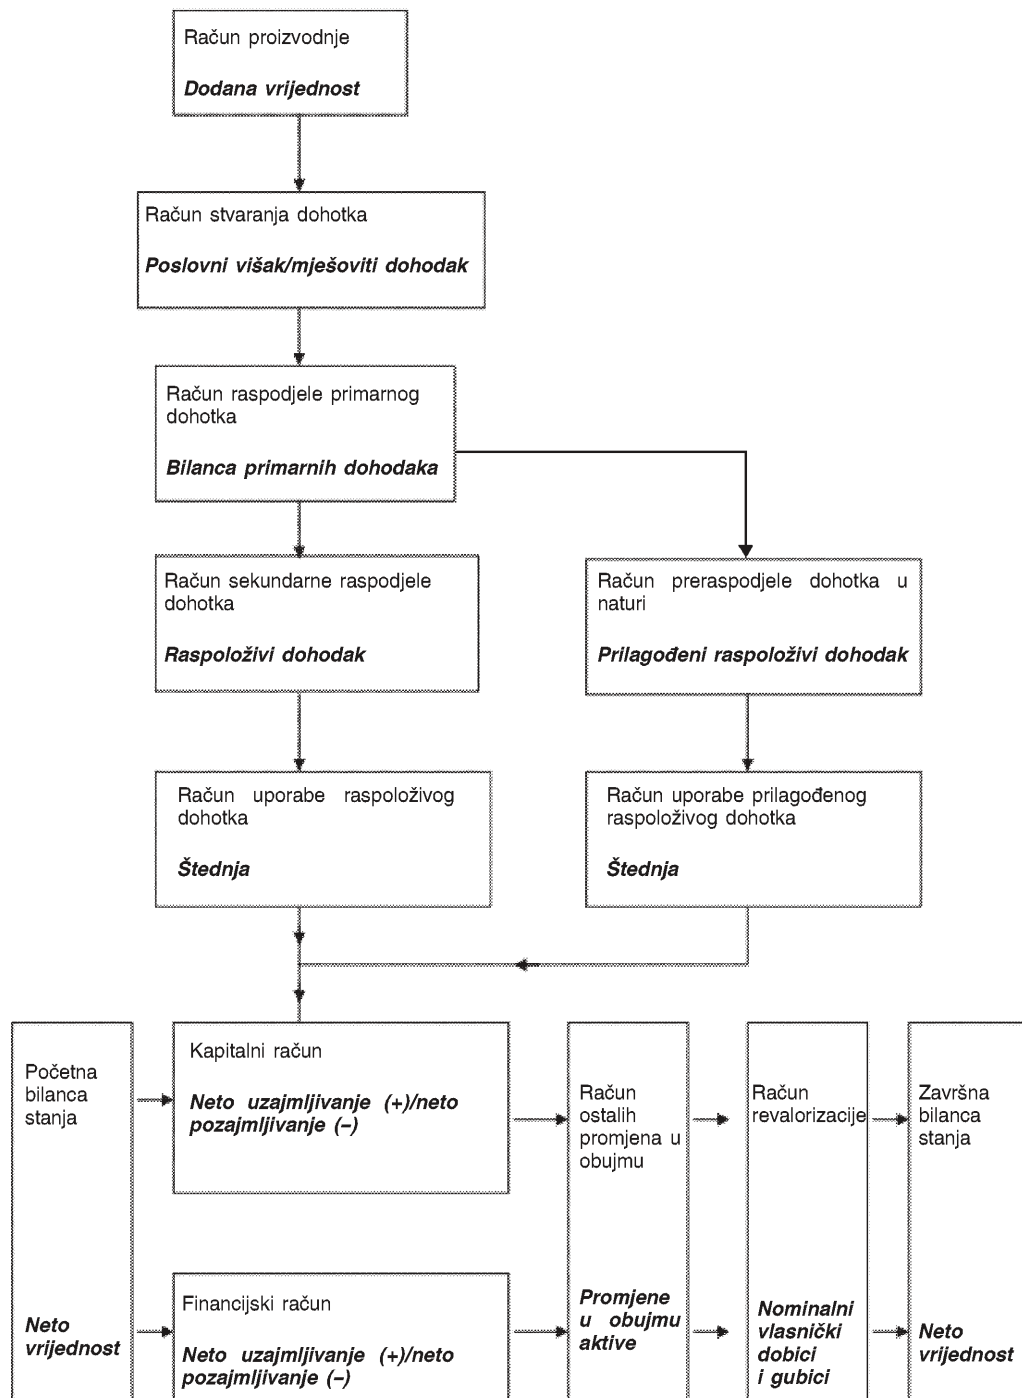 Račun proizvodnje
Dodana vrijednost
Račun stvaranja dohotka
Poslovni višak/mješoviti dohodak
Račun raspodjele primarnog
dohotka
Bilanca primarnih dohodaka
Račun sekundarne raspodjele
dohotka
Raspoloživi dohodak
Račun preraspodjele dohotka u
naturi
Prilagođeni raspoloživi dohodak
Račun uporabe raspoloživog
dohotka
Štednja
Račun uporabe prilagođenog
raspoloživog dohotka
Štednja
Početna
bilanca
stanja
Neto
vrijednost
Kapitalni račun
Neto uzajmljivanje (+)/neto
pozajmljivanje (–)
Financijski račun
Neto uzajmljivanje (+)/neto
pozajmljivanje (–)
Račun
ostalih
promjena u
obujmu
Promjene
u obujmu
aktive
Račun
revalorizacije
Nominalni
vlasnički
dobici
i gubici
Završna
bilanca
stanja
Neto
vrijednost